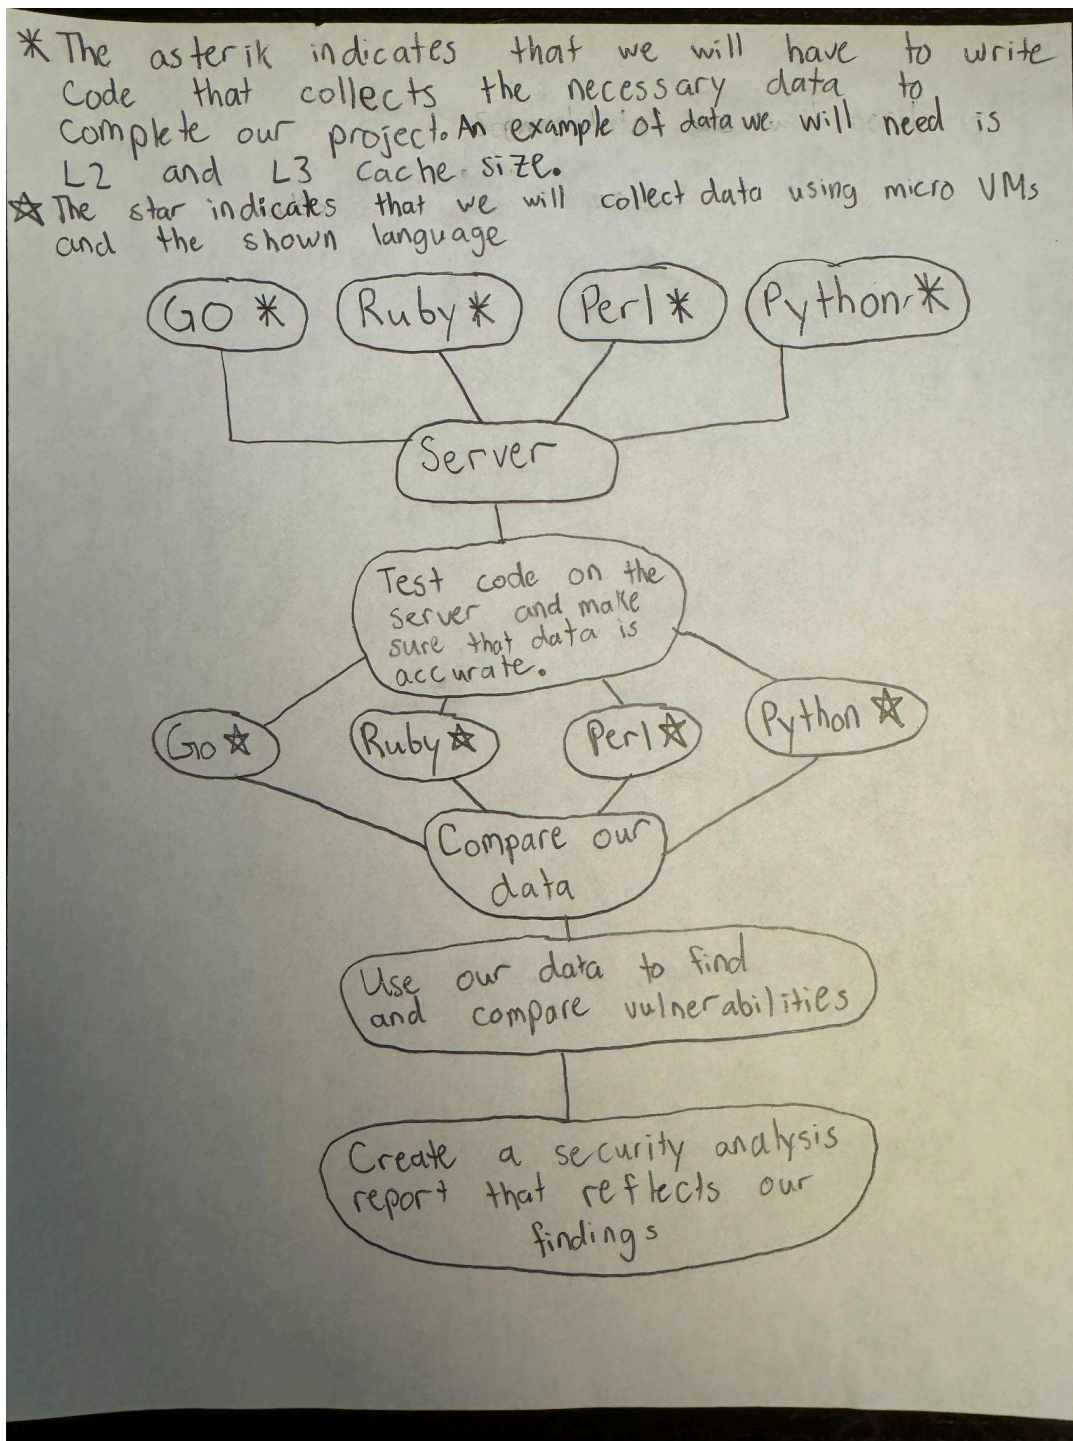 * The asterik indicates that we will have to write
Code that collects the necessary data to
complete our project. An example of data we will need is
L2 and L3 cache size.
☆ The star indicates that we will collect data using micro VMs
and the shown language
GO * Ruby * Perl * Python *
Server
Test code on the
server and make
sure that data is
accurate.
Go ☆ Ruby ☆ Perl ☆ Python ☆
Compare our
data
Use our data to find
and compare vulnerabilities
Create a security analysis
report that reflects our
findings